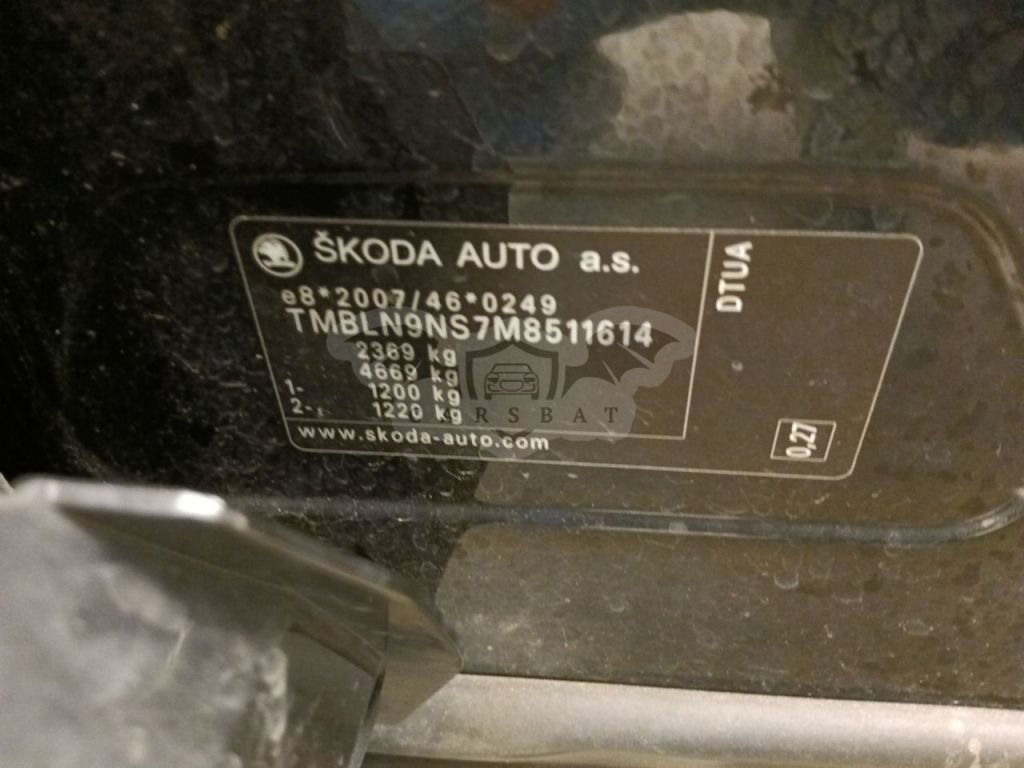 ŠKODA AUTO a.s.
e8*2007/46*0249
TMBLN9NS7M8511614
2369 kg
4669 kg
1- 1200 kg
2- 1220 kg
www.skoda-auto.com
DTUA
0,27
CARSBAT